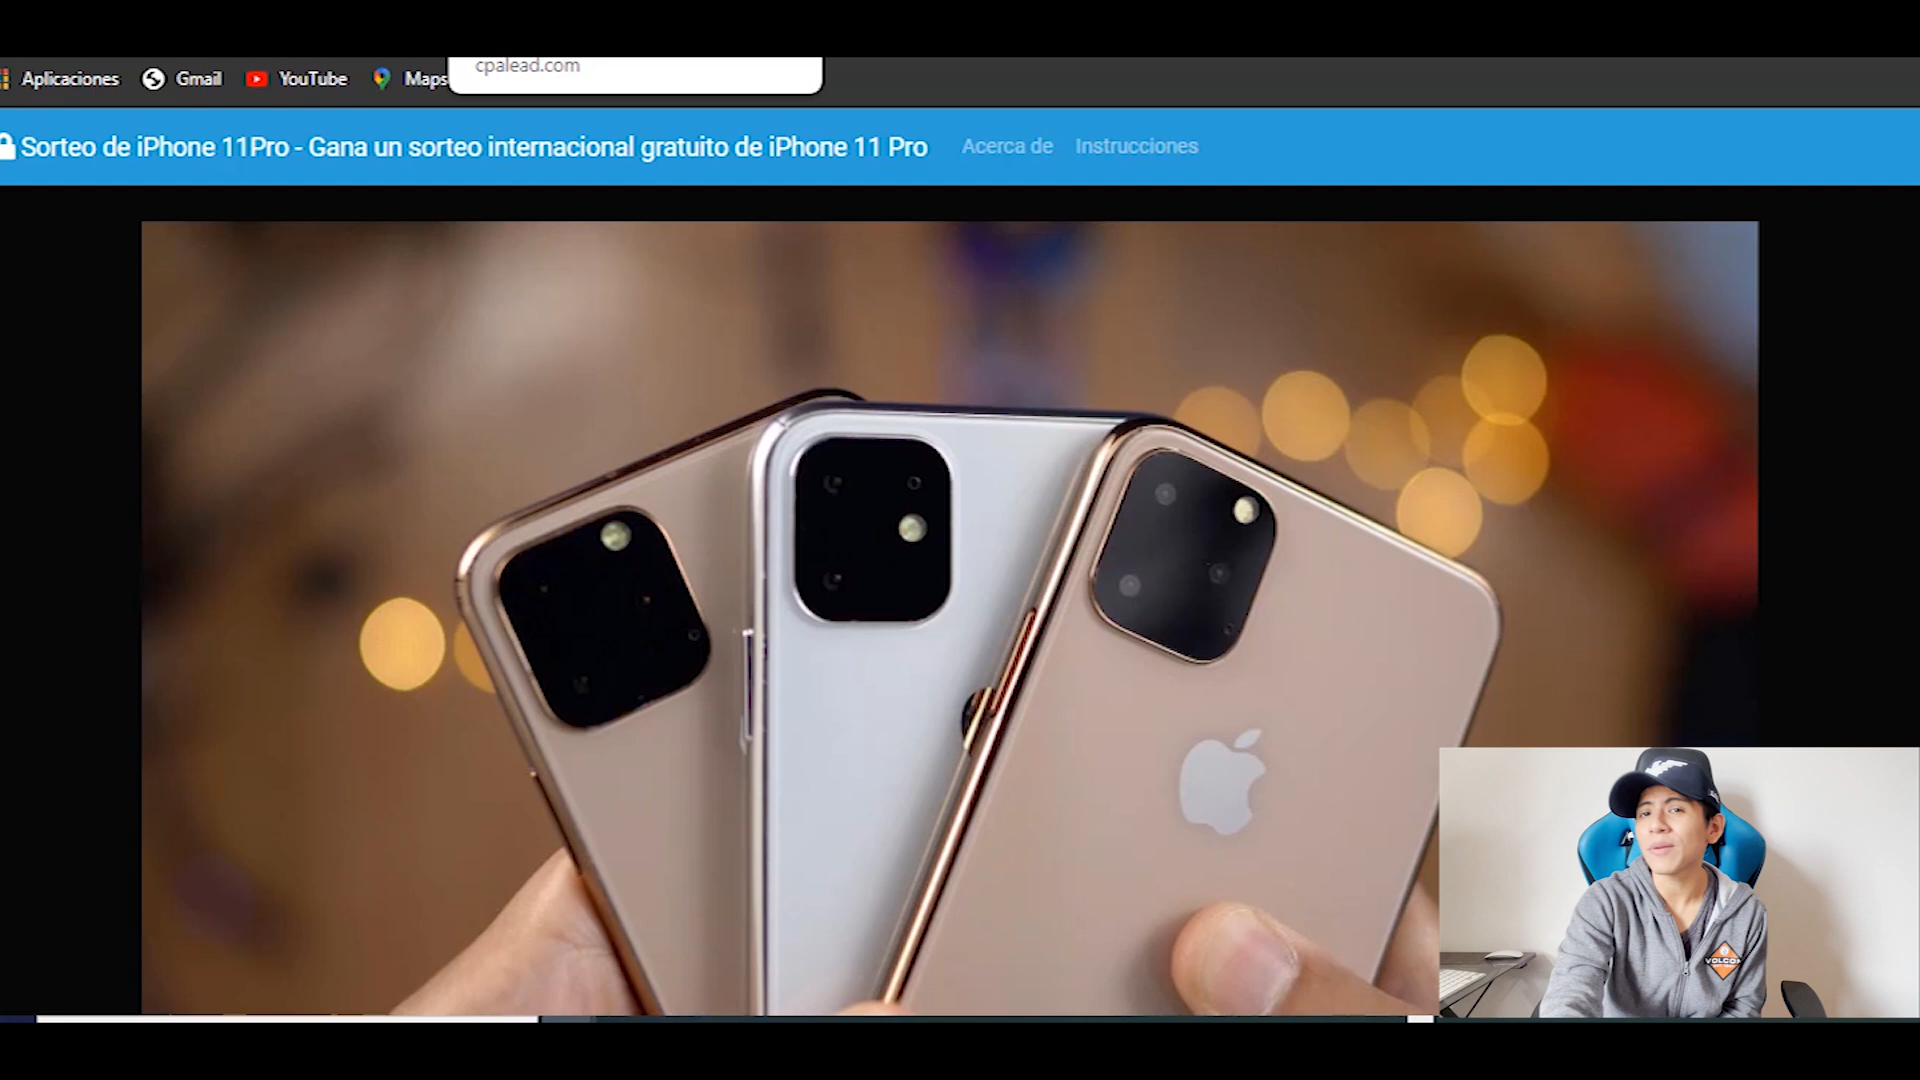 cpalead.com
Aplicaciones Gmail YouTube Maps
Sorteo de iPhone 11Pro - Gana un sorteo internacional gratuito de iPhone 11 Pro Acerca de Instrucciones
VOLCOM